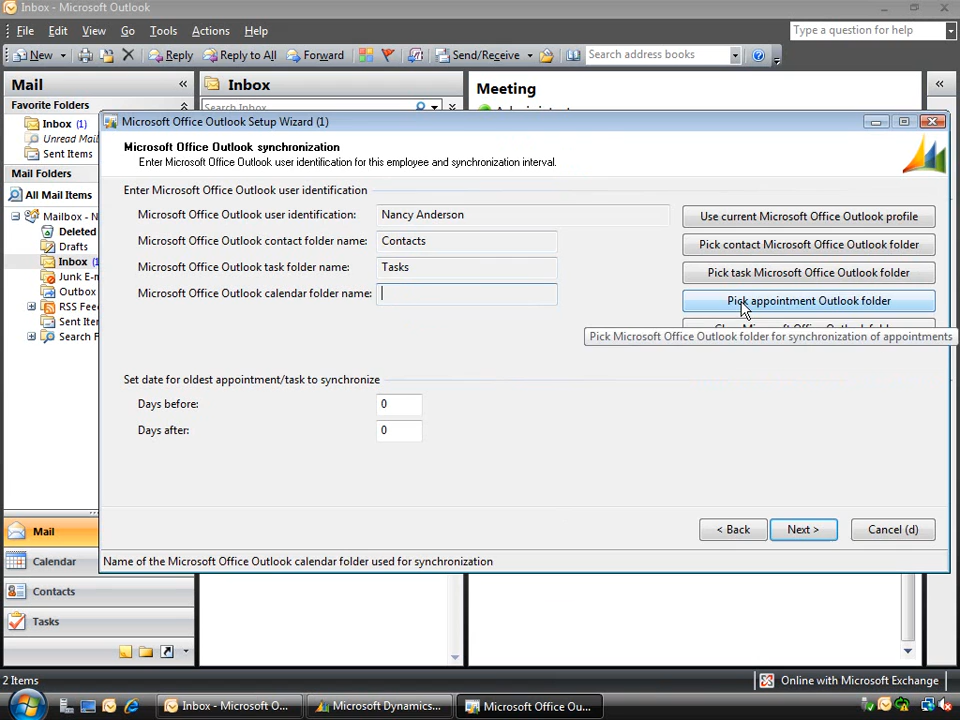 Inbox - Microsoft Outlook
File Edit View Go Tools Actions Help
Type a question for help
New Reply Reply to All Forward Send/Receive Search address books
Mail «
Inbox
Meeting
«
Favorite Folders
Search Inbox
Inbox (1)
Unread Mail
Sent Items
Mail Folders
All Mail Items
Mailbox - N
Deleted
Drafts
Inbox (1)
Junk E-m
Outbox
RSS Fee
Sent Iter
Search F
Microsoft Office Outlook Setup Wizard (1)
Microsoft Office Outlook synchronization
Enter Microsoft Office Outlook user identification for this employee and synchronization interval.
Enter Microsoft Office Outlook user identification
Microsoft Office Outlook user identification: Nancy Anderson
Use current Microsoft Office Outlook profile
Microsoft Office Outlook contact folder name: Contacts
Pick contact Microsoft Office Outlook folder
Microsoft Office Outlook task folder name: Tasks
Pick task Microsoft Office Outlook folder
Microsoft Office Outlook calendar folder name:
Pick appointment Outlook folder
Pick Microsoft Office Outlook folder for synchronization of appointments
Set date for oldest appointment/task to synchronize
Days before: 0
Days after: 0
< Back Next > Cancel (d)
Name of the Microsoft Office Outlook calendar folder used for synchronization
Mail
Calendar
Contacts
Tasks
2 Items
Online with Microsoft Exchange
Inbox - Microsoft O... Microsoft Dynamics... Microsoft Office Ou...